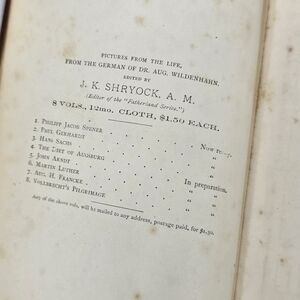 PICTURES FROM THE LIFE,
FROM THE GERMAN OF DR. AUG. WILDENHAHN.
EDITED BY
J. K. SHRYOCK, A. M.
(Editor of the "Fatherland Series.")
8 VOLS., 12mo, CLOTH, $1.50 EACH.
1. PHILIPP JACOB SPENER . . . Now ready.
2. PAUL GERHARDT . . . "
3. HANS SACHS . . . "
4. THE DIET OF AUGSBURG . . . "
5. JOHN ARNDT . . . In preparation.
6. MARTIN LUTHER . . . "
7. AUG. H. FRANCKE . . . "
8. VOLLBRECHT'S PILGRIMAGE . . . "
Any of the above vols. will be mailed to any address, postage paid, for $1.50.